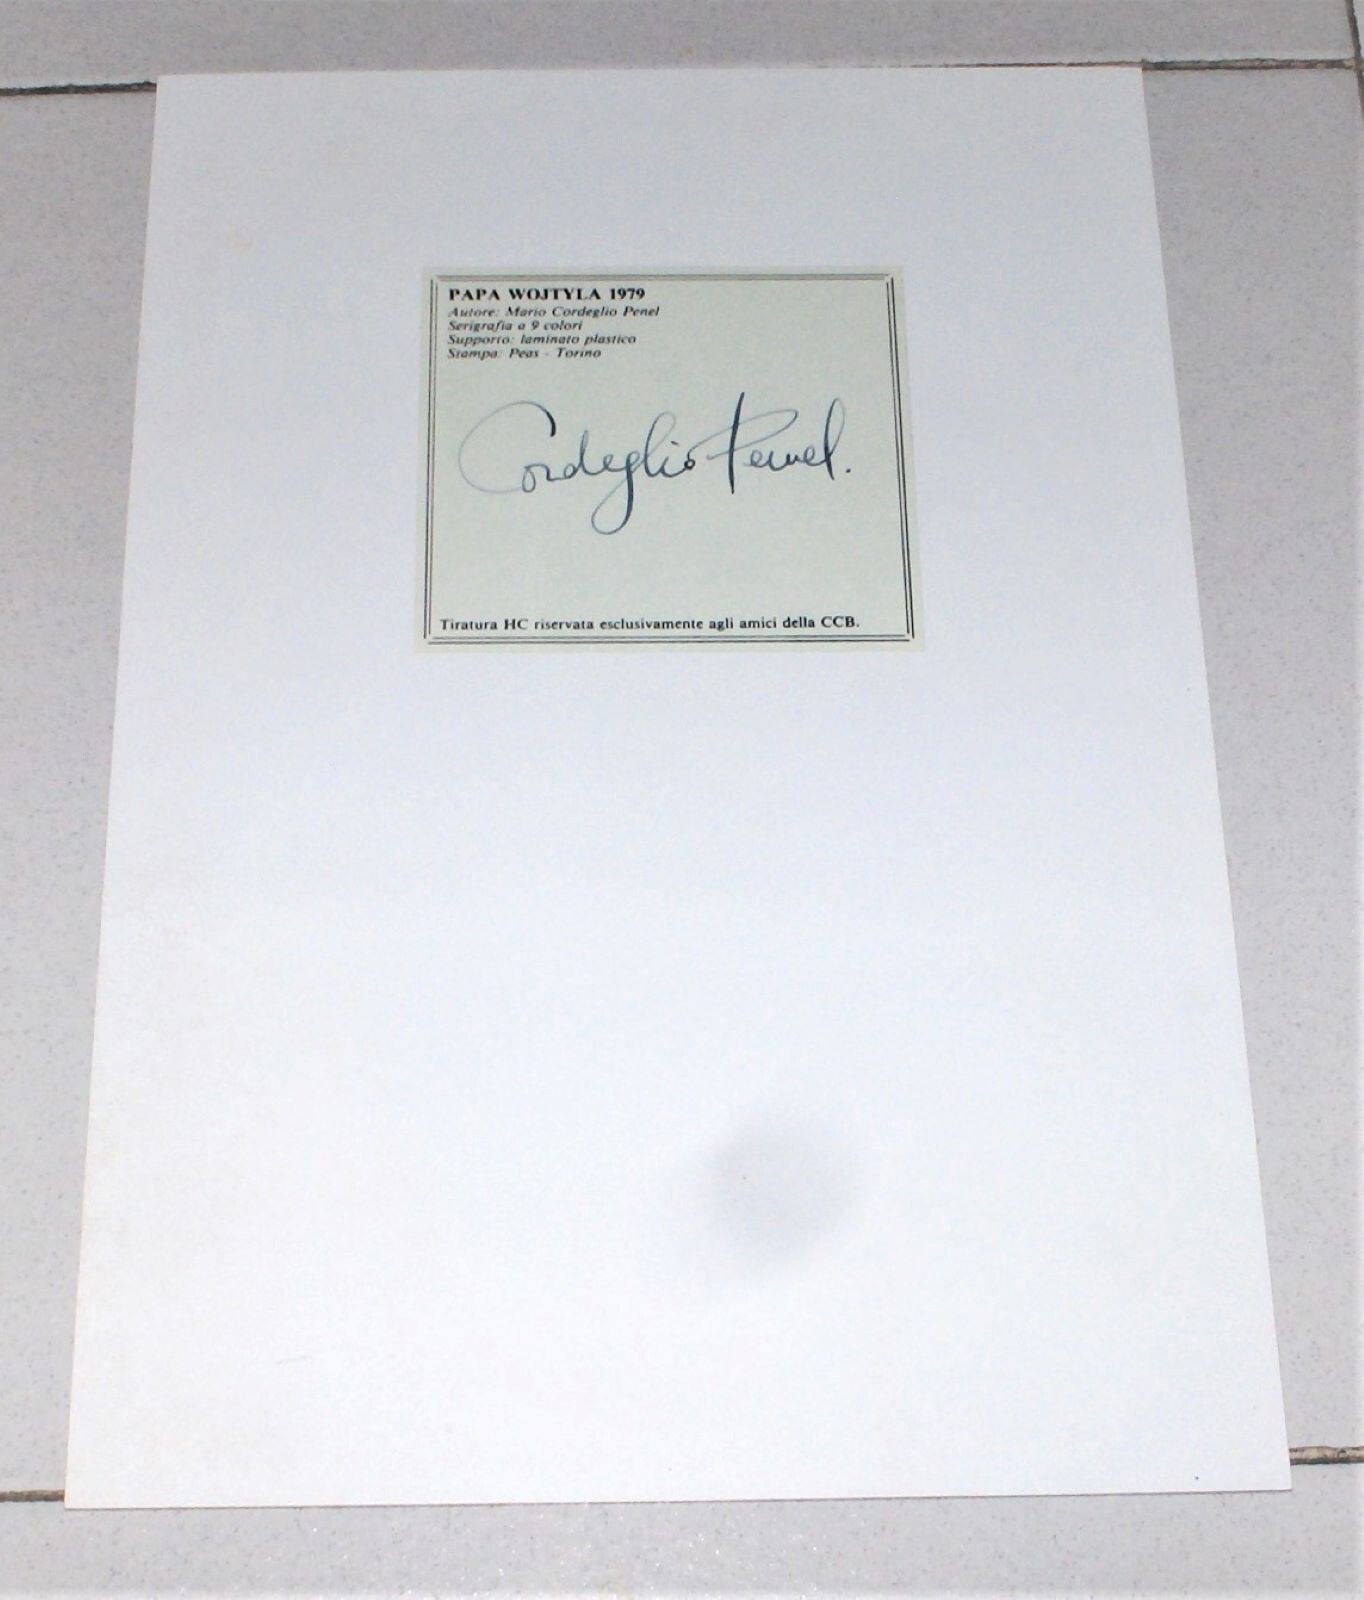 PAPA WOJTYLA 1979
Autore: Mario Cordeglio Penel
Serigrafia a 9 colori
Supporto: laminato plastico
Stampa: Peas - Torino
Cordeglio Penel.
Tiratura HC riservata esclusivamente agli amici della CCB.